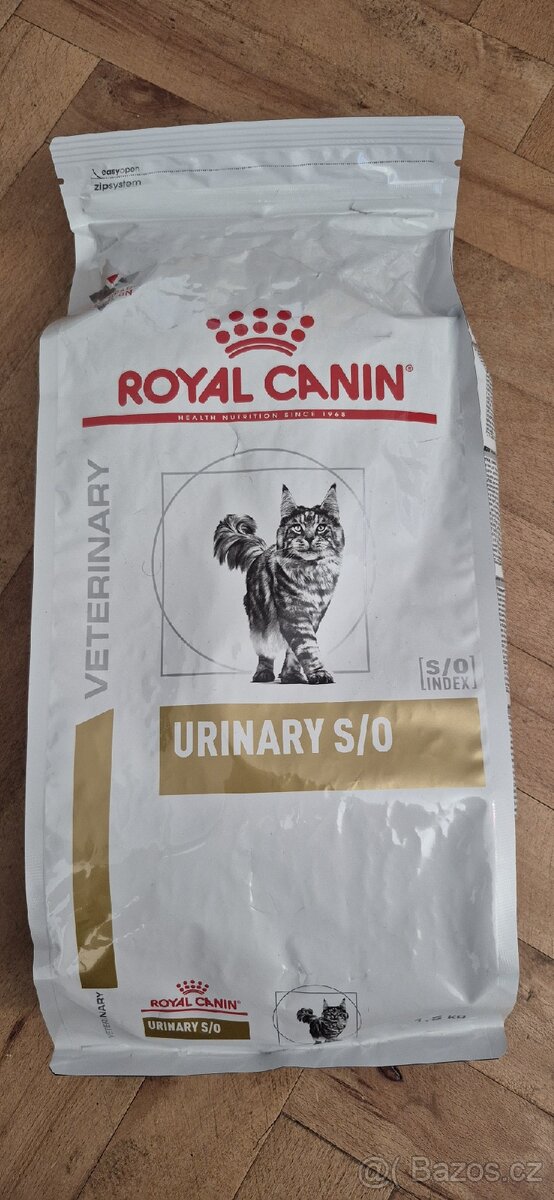 easyopen
zipsystem
ROYAL CANIN®
HEALTH NUTRITION SINCE 1968
VETERINARY
[S/O]
[INDEX]
URINARY S/O
VETERINARY
ROYAL CANIN
URINARY S/O
1.5 KG
Bazos.cz